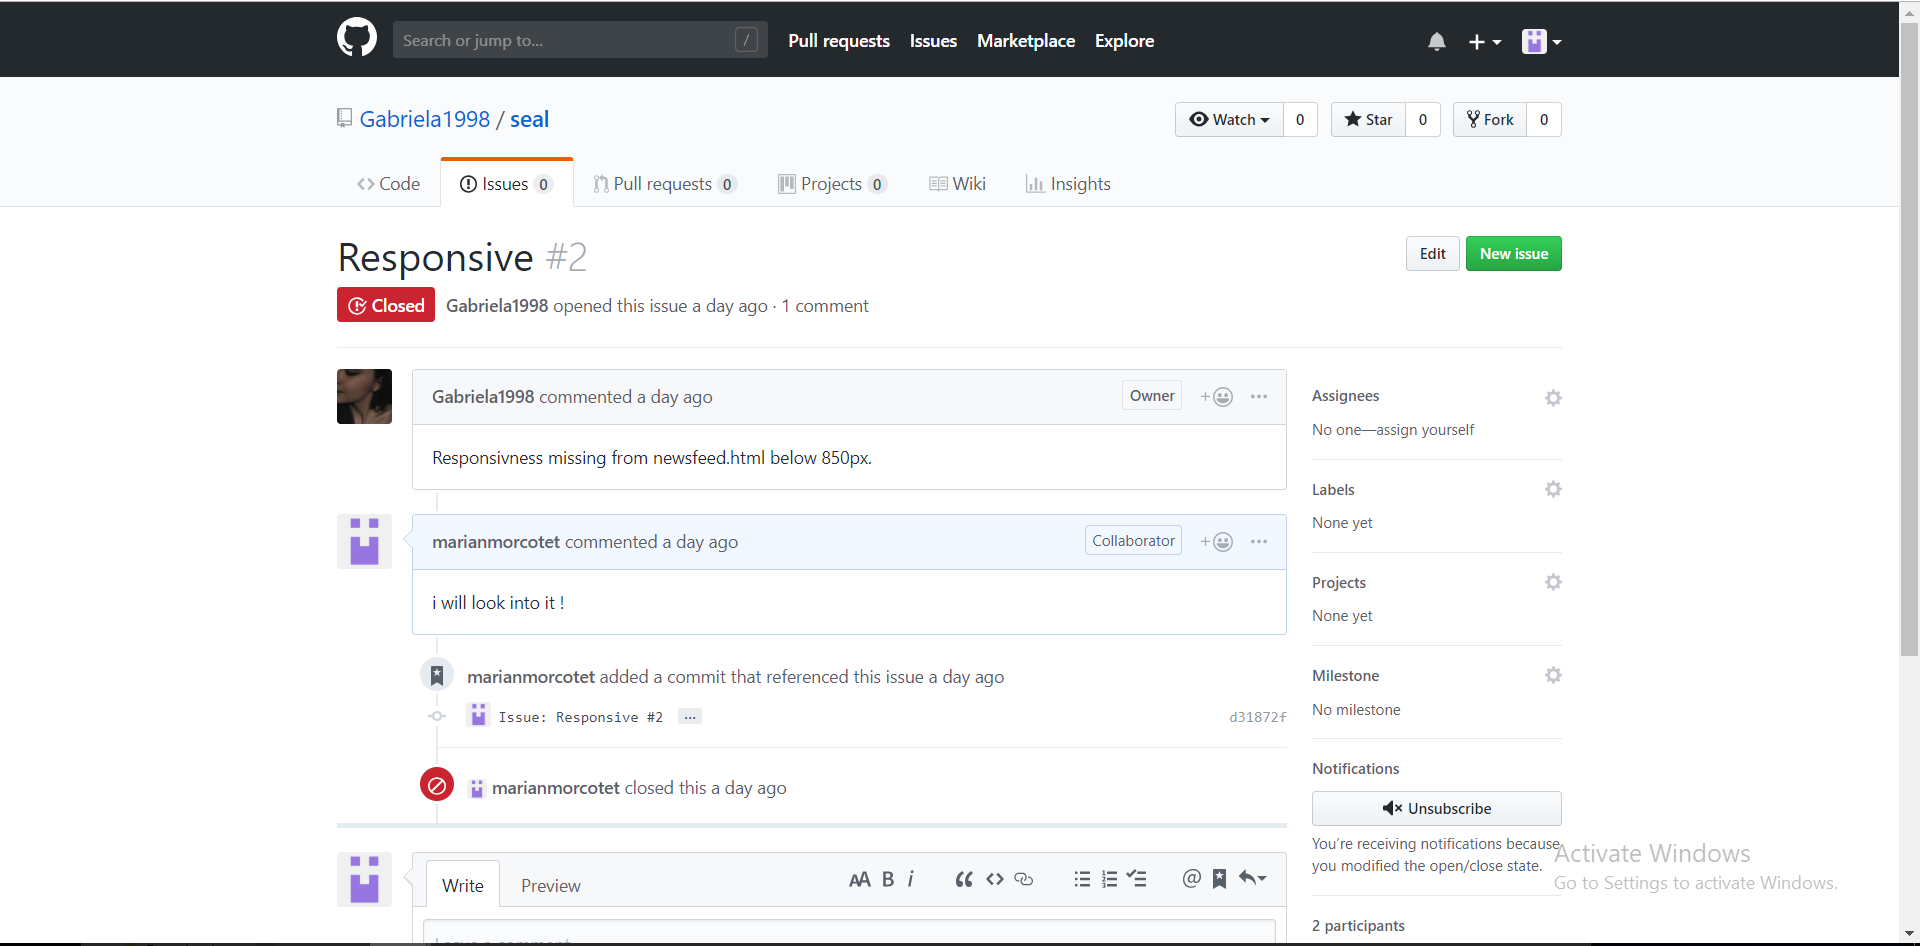 Search or jump to... / Pull requests Issues Marketplace Explore
Gabriela1998 / seal Watch 0 Star 0 Fork 0
Code Issues 0 Pull requests 0 Projects 0 Wiki Insights
Responsive #2 Edit New issue
Closed Gabriela1998 opened this issue a day ago · 1 comment
Gabriela1998 commented a day ago Owner
Responsivness missing from newsfeed.html below 850px.
marianmorcotet commented a day ago Collaborator
i will look into it !
marianmorcotet added a commit that referenced this issue a day ago
Issue: Responsive #2 ... d31872f
marianmorcotet closed this a day ago
Write Preview AA B i
Leave a comment
Assignees
No one—assign yourself
Labels
None yet
Projects
None yet
Milestone
No milestone
Notifications
Unsubscribe
You're receiving notifications because
you modified the open/close state.
2 participants
Activate Windows
Go to Settings to activate Windows.